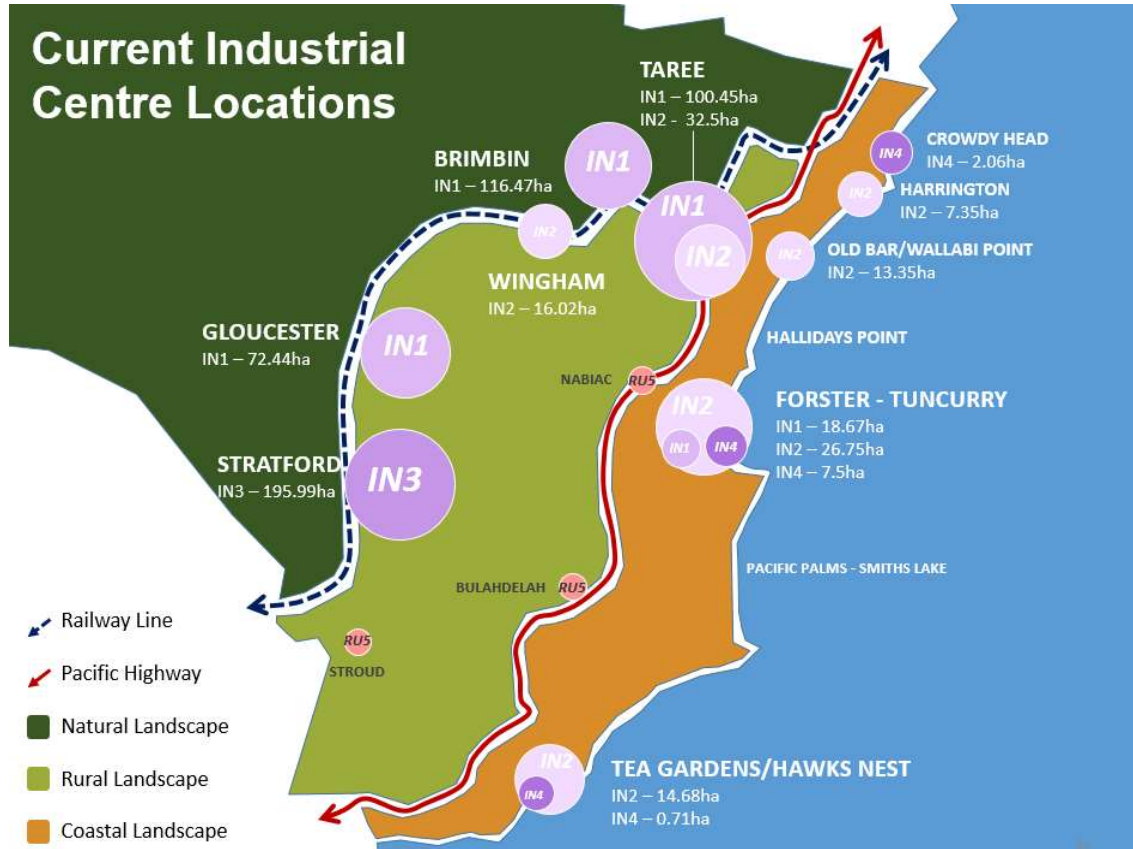 Current Industrial
Centre Locations
TAREE
IN1 – 100.45ha
IN2 - 32.5ha
BRIMBIN
IN1 – 116.47ha
IN1
IN2
WINGHAM
IN2 – 16.02ha
IN1
IN2
IN4
CROWDY HEAD
IN4 – 2.06ha
IN2
HARRINGTON
IN2 – 7.35ha
IN2
OLD BAR/WALLABI POINT
IN2 – 13.35ha
GLOUCESTER
IN1 – 72.44ha
IN1
HALLIDAYS POINT
NABIAC
RU5
IN2
IN1
IN4
FORSTER - TUNCURRY
IN1 – 18.67ha
IN2 – 26.75ha
IN4 – 7.5ha
STRATFORD
IN3 – 195.99ha
IN3
PACIFIC PALMS - SMITHS LAKE
BULAHDELAH
RU5
RU5
STROUD
IN2
IN4
TEA GARDENS/HAWKS NEST
IN2 – 14.68ha
IN4 – 0.71ha
Railway Line
Pacific Highway
Natural Landscape
Rural Landscape
Coastal Landscape